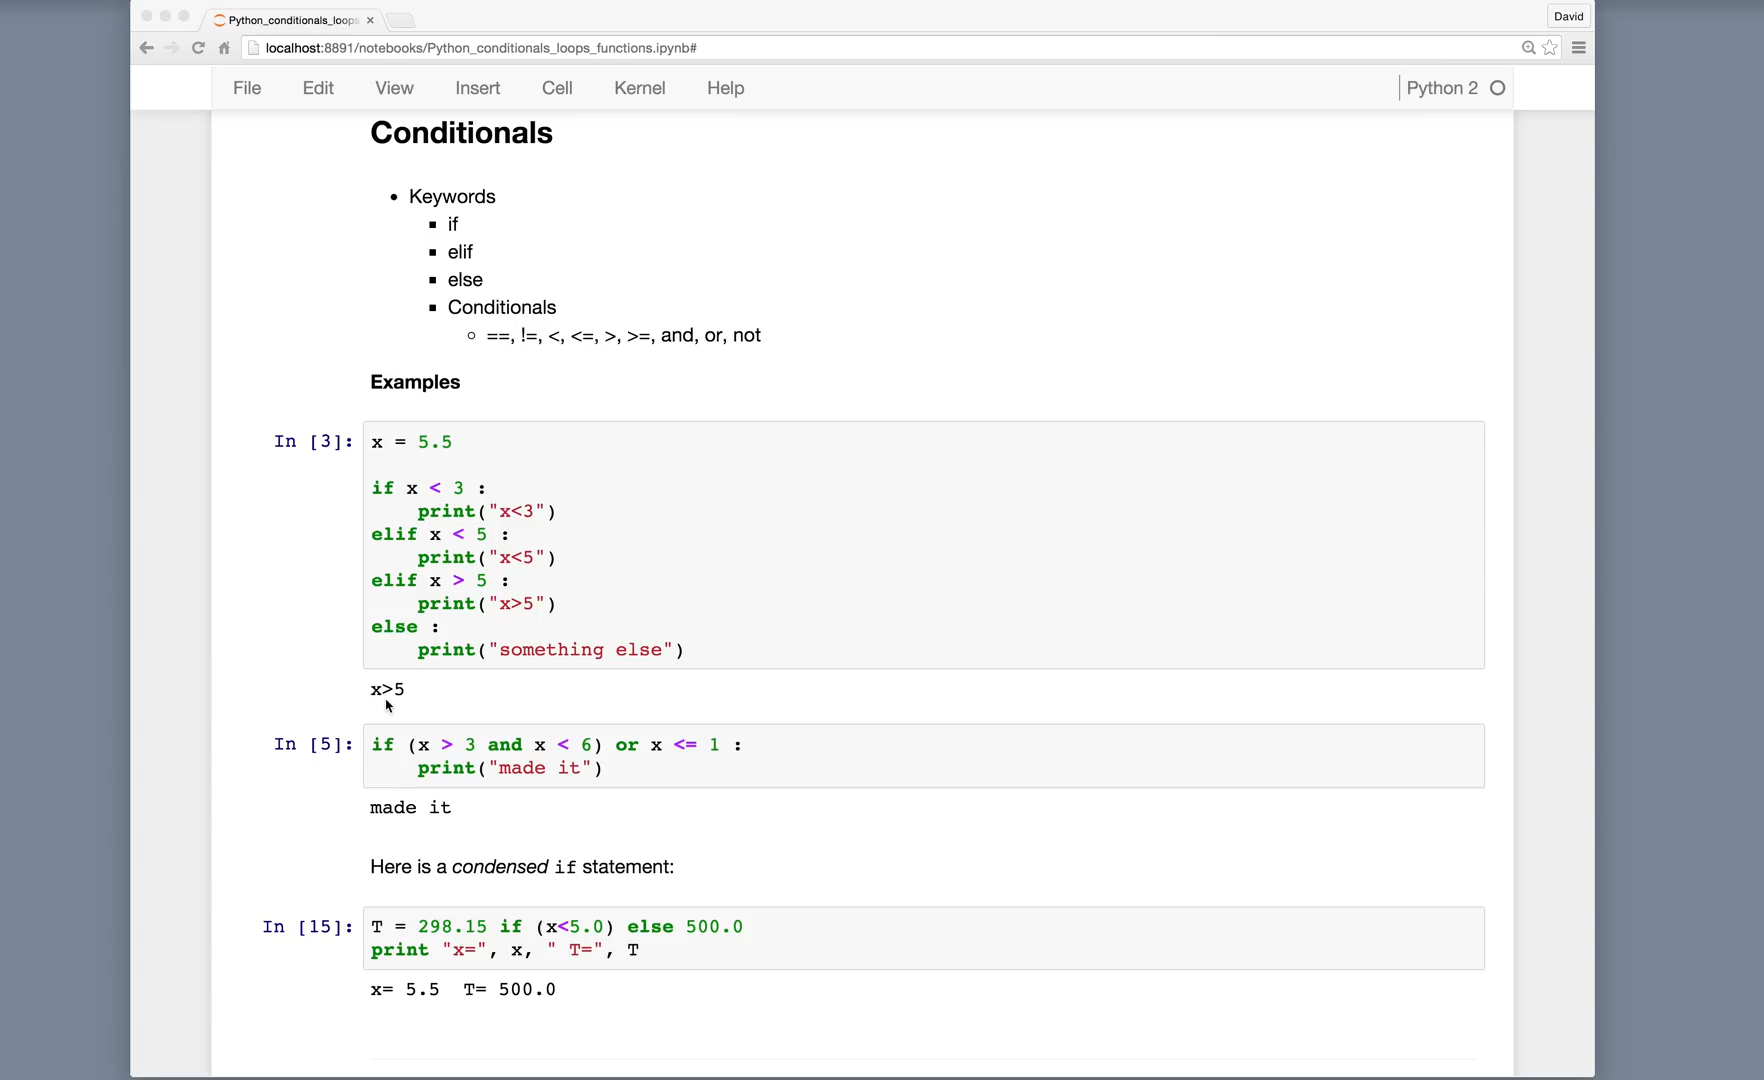 Python_conditionals_loops
David
localhost:8891/notebooks/Python_conditionals_loops_functions.ipynb#
File Edit View Insert Cell Kernel Help Python 2
Conditionals
• Keywords
▪ if
▪ elif
▪ else
▪ Conditionals
◦ ==, !=, <, <=, >, >=, and, or, not
Examples
In [3]: x = 5.5
if x < 3 :
    print("x<3")
elif x < 5 :
    print("x<5")
elif x > 5 :
    print("x>5")
else :
    print("something else")
x>5
In [5]: if (x > 3 and x < 6) or x <= 1 :
    print("made it")
made it
Here is a condensed if statement:
In [15]: T = 298.15 if (x<5.0) else 500.0
print "x=", x, " T=", T
x= 5.5  T= 500.0